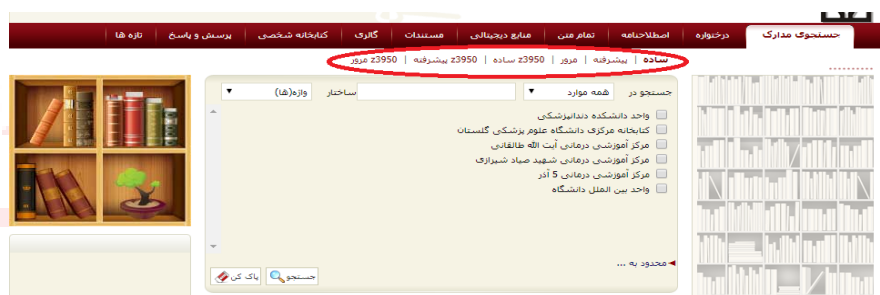 جستجوی مدارک درختواره اصطلاحنامه تمام متن منابع دیجیتالی مستندات گالری کتابخانه شخصی پرسش و پاسخ تازه ها
ساده | پیشرفته | مرور | z3950 ساده | z3950 پیشرفته | z3950 مرور
جستجو در همه موارد ساختار واژه(ها)
واحد دانشکده دندانپزشکی
کتابخانه مرکزی دانشگاه علوم پزشکی گلستان
مرکز آموزشی درمانی آیت الله طالقانی
مرکز آموزشی درمانی شهید صیاد شیرازی
مرکز آموزشی درمانی 5 آذر
واحد بین الملل دانشگاه
محدود به ...
جستجو پاک کن